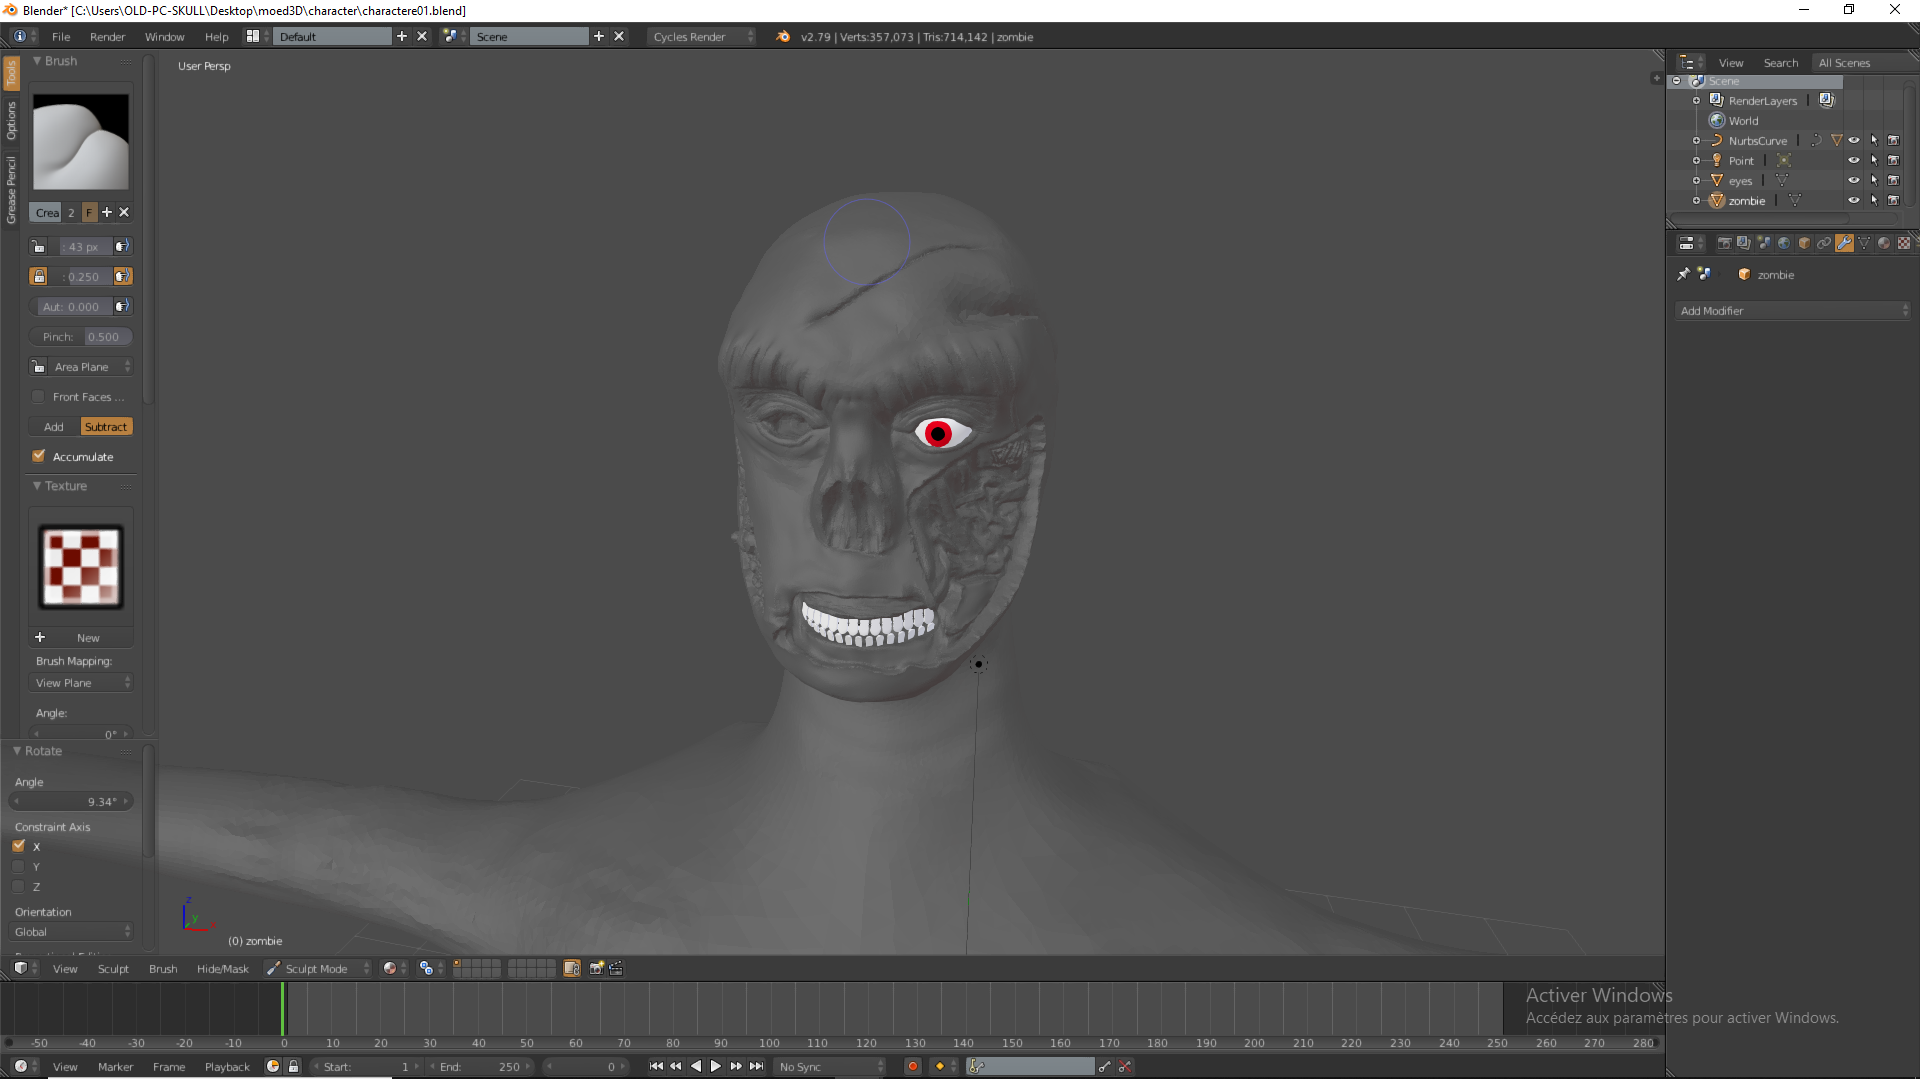 Blender* [C:\Users\OLD-PC-SKULL\Desktop\moed3D\character\charactere01.blend]
File Render Window Help Default Scene Cycles Render v2.79 | Verts:357,073 | Tris:714,142 | zombie
Tools
Options
Grease Pencil
Brush
Crea 2 F
: 43 px
: 0.250
Aut: 0.000
Pinch: 0.500
Area Plane
Front Faces ...
Add Subtract
Accumulate
Texture
New
Brush Mapping:
View Plane
Angle:
0°
Rotate
Angle
9.34°
Constraint Axis
X
Y
Z
Orientation
Global
User Persp
z
y
x
(0) zombie
View Search All Scenes
Scene
RenderLayers
World
NurbsCurve
Point
eyes
zombie
zombie
Add Modifier
View Sculpt Brush Hide/Mask Sculpt Mode
Activer Windows
Accédez aux paramètres pour activer Windows.
-50 -40 -30 -20 -10 0 10 20 30 40 50 60 70 80 90 100 110 120 130 140 150 160 170 180 190 200 210 220 230 240 250 260 270 280
View Marker Frame Playback Start: 1 End: 250 0 No Sync